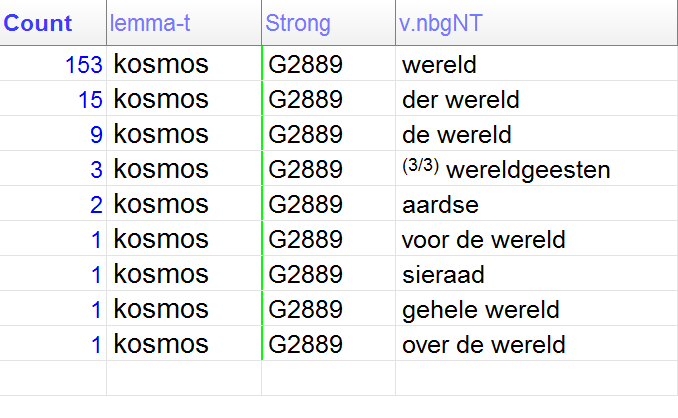 Count lemma-t Strong v.nbgNT
153 kosmos G2889 wereld
15 kosmos G2889 der wereld
9 kosmos G2889 de wereld
3 kosmos G2889 (3/3) wereldgeesten
2 kosmos G2889 aardse
1 kosmos G2889 voor de wereld
1 kosmos G2889 sieraad
1 kosmos G2889 gehele wereld
1 kosmos G2889 over de wereld